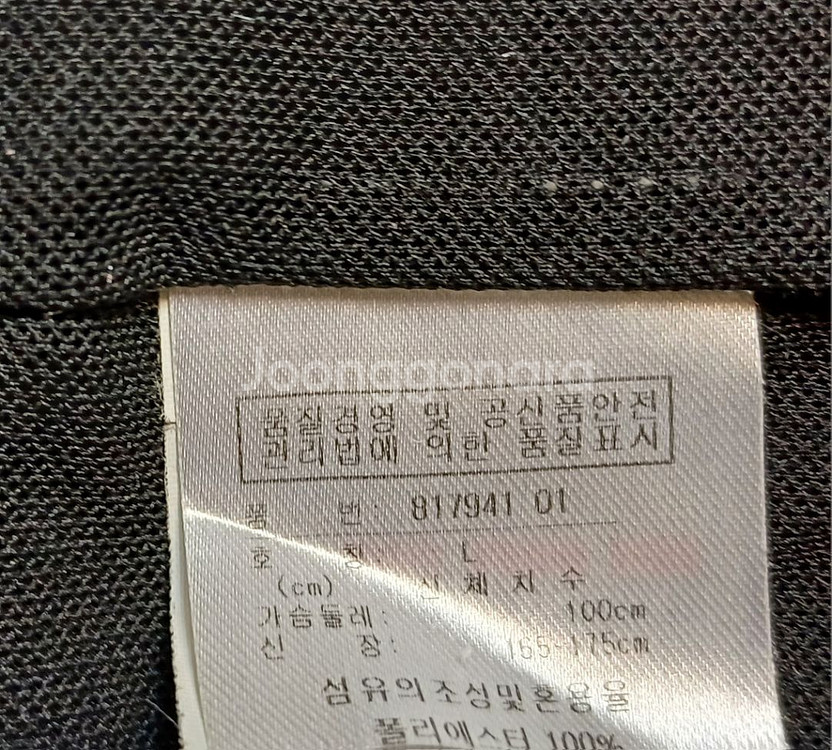 Joonggonara
품질경영 및 공산품안전
관리법에 의한 품질표시
품 번: 817941 01
호 칭: L
(cm) 신체치수
가슴둘레: 100cm
신 장: 165-175cm
섬유의조성및혼용율
폴리에스터 100%